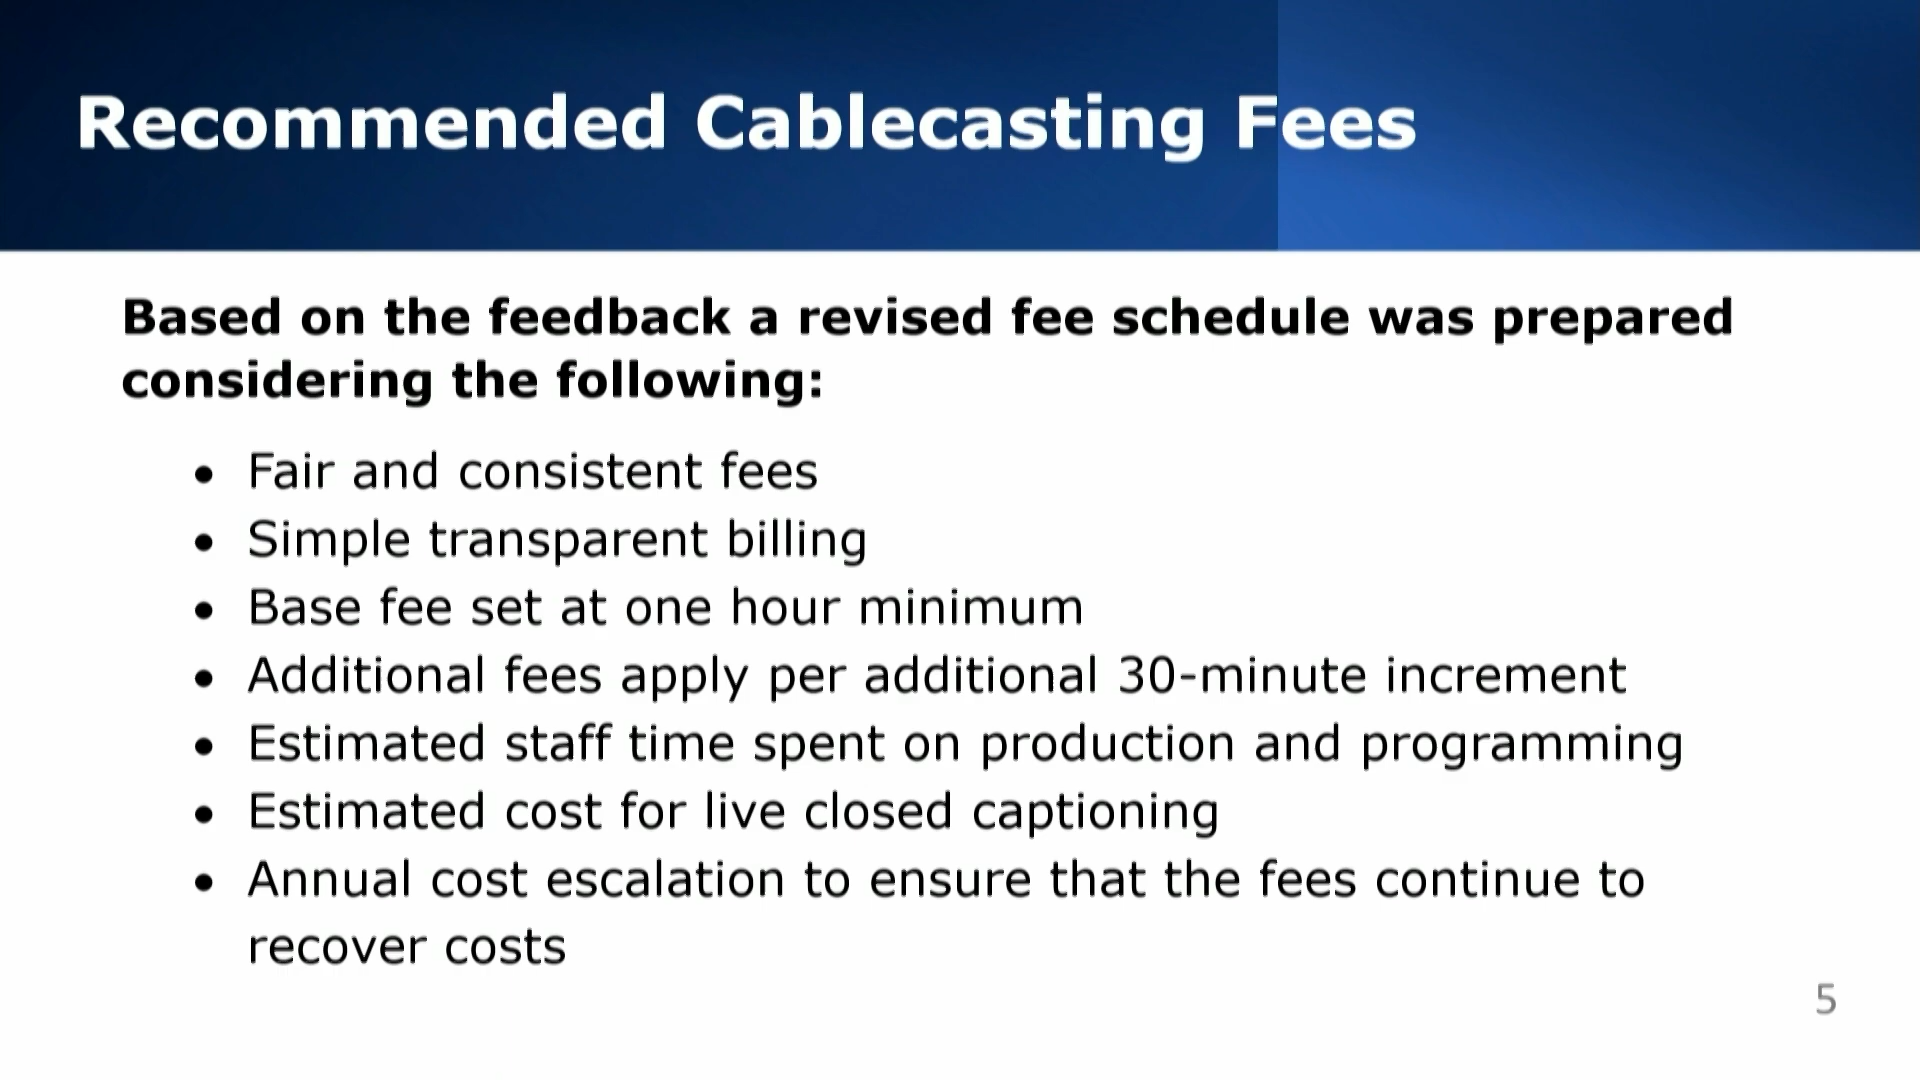 Recommended Cablecasting Fees
Based on the feedback a revised fee schedule was prepared
considering the following:
• Fair and consistent fees
• Simple transparent billing
• Base fee set at one hour minimum
• Additional fees apply per additional 30-minute increment
• Estimated staff time spent on production and programming
• Estimated cost for live closed captioning
• Annual cost escalation to ensure that the fees continue to
recover costs
5